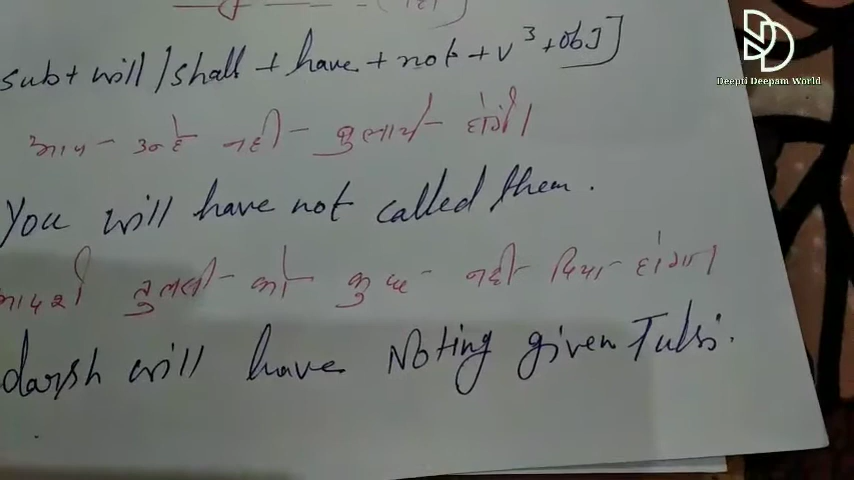 Deepti Deepam World
sub + will / shall + have + not + v³ + obj]
आप उन्हें नहीं बुलाये होंगे।
You will have not called them.
तुलसी को कुछ नहीं दिया होगा।
darsh will have Noting given Tulsi.